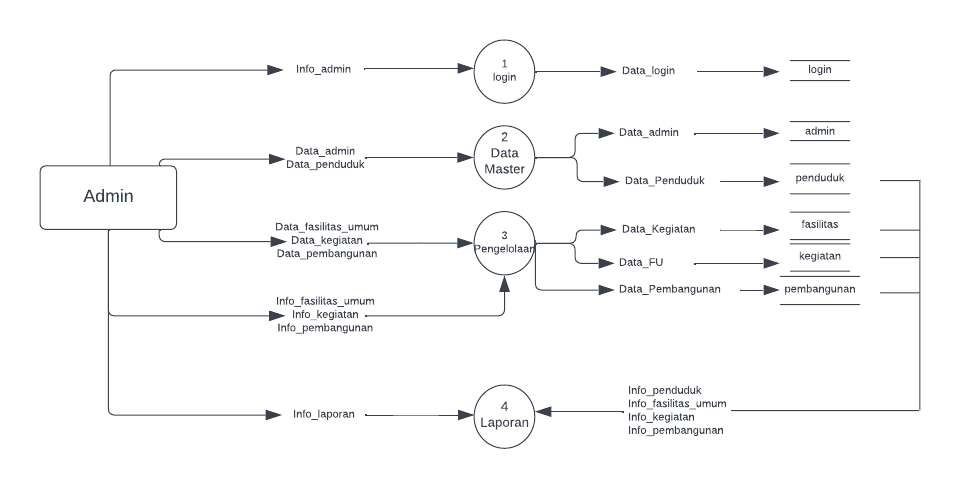 Info_admin
1
login
Data_login
login
Data_admin
Data_penduduk
2
Data
Master
Data_admin
admin
Data_Penduduk
penduduk
Admin
Data_fasilitas_umum
Data_kegiatan
Data_pembangunan
3
Pengelolaan
Data_Kegiatan
fasilitas
Data_FU
kegiatan
Data_Pembangunan
pembangunan
Info_fasilitas_umum
Info_kegiatan
Info_pembangunan
Info_laporan
4
Laporan
Info_penduduk
Info_fasilitas_umum
Info_kegiatan
Info_pembangunan